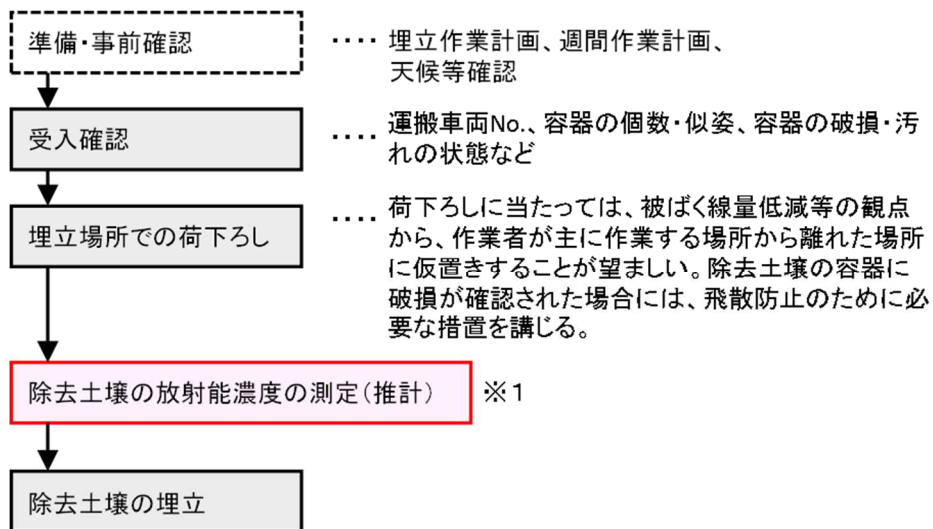 準備・事前確認
‥‥ 埋立作業計画、週間作業計画、
天候等確認
受入確認
‥‥ 運搬車両No.、容器の個数・似姿、容器の破損・汚
れの状態など
埋立場所での荷下ろし
‥‥ 荷下ろしに当たっては、被ばく線量低減等の観点
から、作業者が主に作業する場所から離れた場所
に仮置きすることが望ましい。除去土壌の容器に
破損が確認された場合には、飛散防止のために必
要な措置を講じる。
除去土壌の放射能濃度の測定(推計) ※1
除去土壌の埋立